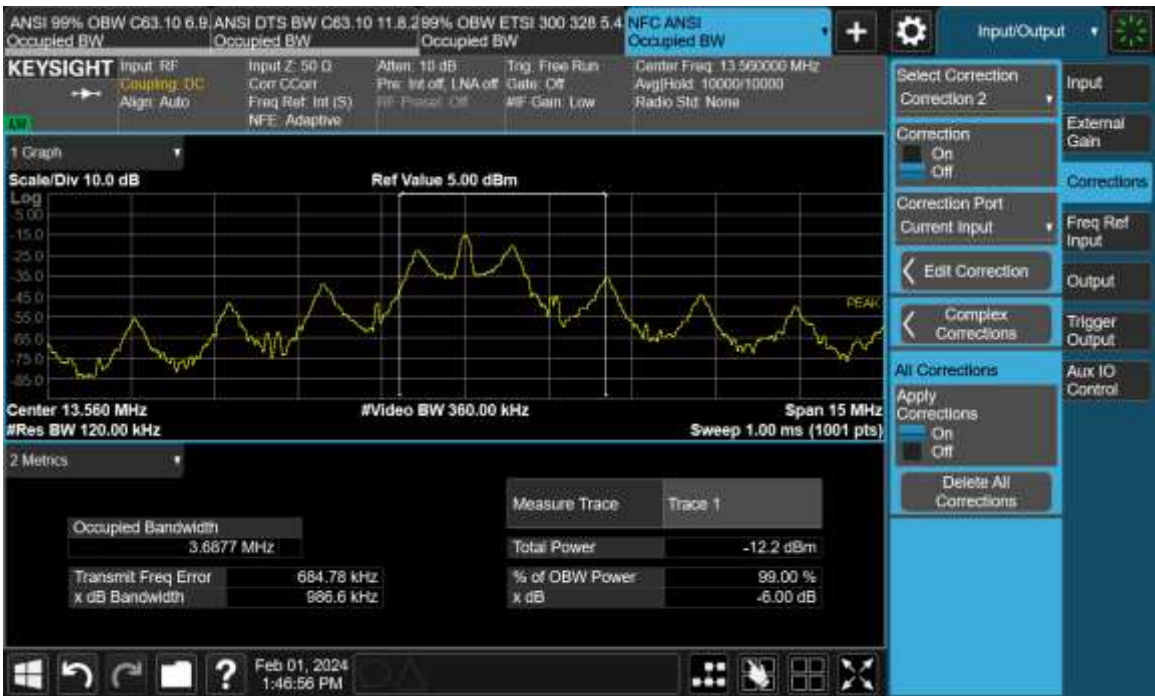 ANSI 99% OBW C63.10 6.9. ANSI DTS BW C63.10 11.8.2 99% OBW ETSI 300 328 5.4 NFC ANSI
Occupied BW Occupied BW Occupied BW Occupied BW
Input/Output
KEYSIGHT Input: RF Input Z: 50 Ω Atten: 10 dB Trig: Free Run Center Freq: 13.560000 MHz
Coupling: DC Corr CCorr Pre: Int off, LNA off Gate: Off Avg|Hold: 10000/10000
Align: Auto Freq Ref: Int (S) #IF Gain: Low Radio Std: None
NFE: Adaptive
1 Graph
Scale/Div 10.0 dB Ref Value 5.00 dBm
Log
-5.00
-15.0
-25.0
-35.0
-45.0
-55.0
-65.0
-75.0
-85.0
PEAK
Center 13.560 MHz #Video BW 360.00 kHz Span 15 MHz
#Res BW 120.00 kHz Sweep 1.00 ms (1001 pts)
2 Metrics
Measure Trace Trace 1
Occupied Bandwidth
3.6877 MHz
Total Power -12.2 dBm
Transmit Freq Error 684.78 kHz % of OBW Power 99.00 %
x dB Bandwidth 986.6 kHz x dB -6.00 dB
Feb 01, 2024
1:46:56 PM
Select Correction
Correction 2
Correction
On
Off
Correction Port
Current Input
Edit Correction
Complex
Corrections
All Corrections
Apply
Corrections
On
Off
Delete All
Corrections
Input
External
Gain
Corrections
Freq Ref
Input
Output
Trigger
Output
Aux IO
Control